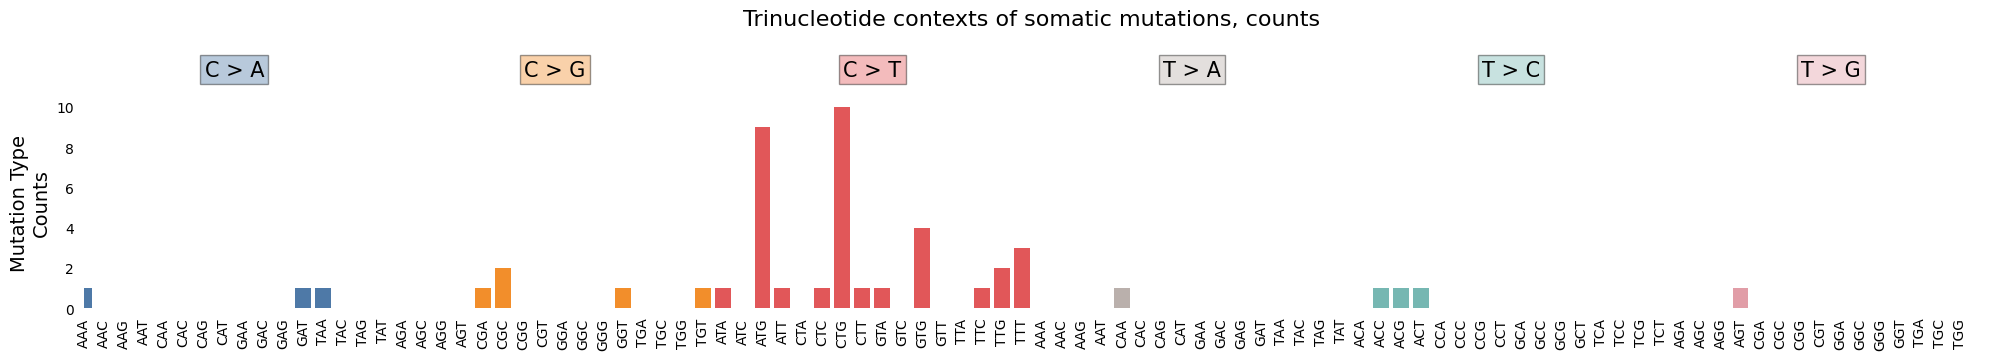 Trinucleotide contexts of somatic mutations, counts
C > A
C > G
C > T
T > A
T > C
T > G
Mutation Type
Counts
10
8
6
4
2
0
AAA
AAC
AAG
AAT
CAA
CAC
CAG
CAT
GAA
GAC
GAG
GAT
TAA
TAC
TAG
TAT
AGA
AGC
AGG
AGT
CGA
CGC
CGG
CGT
GGA
GGC
GGG
GGT
TGA
TGC
TGG
TGT
ATA
ATC
ATG
ATT
CTA
CTC
CTG
CTT
GTA
GTC
GTG
GTT
TTA
TTC
TTG
TTT
AAA
AAC
AAG
AAT
CAA
CAC
CAG
CAT
GAA
GAC
GAG
GAT
TAA
TAC
TAG
TAT
ACA
ACC
ACG
ACT
CCA
CCC
CCG
CCT
GCA
GCC
GCG
GCT
TCA
TCC
TCG
TCT
AGA
AGC
AGG
AGT
CGA
CGC
CGG
CGT
GGA
GGC
GGG
GGT
TGA
TGC
TGG